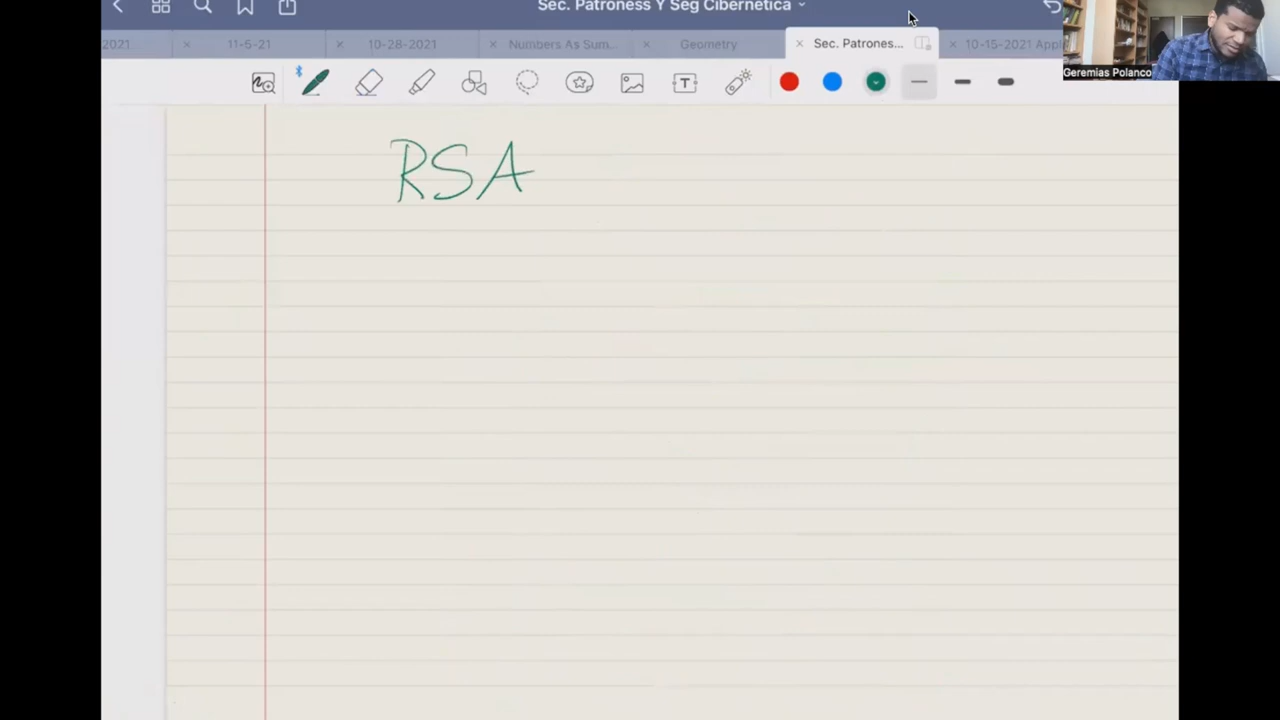 Sec. Patroness Y Seg Cibernetica
2021
11-5-21
10-28-2021
Numbers As Sum...
Geometry
Sec. Patrones...
10-15-2021 Appl
T
Geremias Polanco
RSA